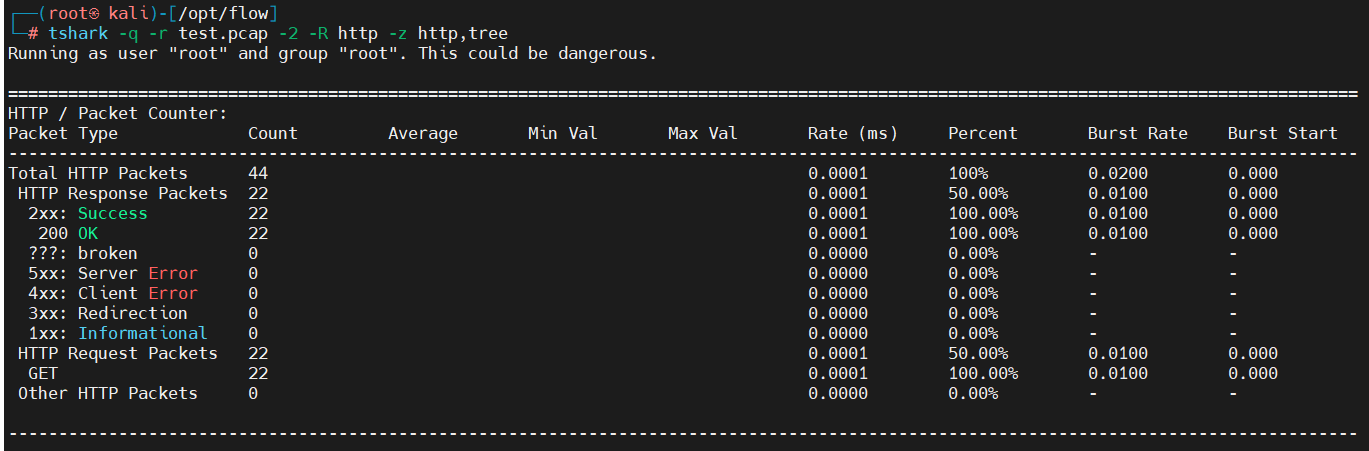 ┌──(root㉿ kali)-[/opt/flow]
└─# tshark -q -r test.pcap -2 -R http -z http,tree
Running as user "root" and group "root". This could be dangerous.
=======================================================================================================================================
HTTP / Packet Counter:
Packet Type             Count         Average       Min Val       Max Val       Rate (ms)     Percent       Burst Rate    Burst Start
---------------------------------------------------------------------------------------------------------------------------------------
Total HTTP Packets      44                                                      0.0001        100%          0.0200        0.000
 HTTP Response Packets  22                                                      0.0001        50.00%        0.0100        0.000
  2xx: Success          22                                                      0.0001        100.00%       0.0100        0.000
   200 OK               22                                                      0.0001        100.00%       0.0100        0.000
  ???: broken           0                                                       0.0000        0.00%         -             -
  5xx: Server Error     0                                                       0.0000        0.00%         -             -
  4xx: Client Error     0                                                       0.0000        0.00%         -             -
  3xx: Redirection      0                                                       0.0000        0.00%         -             -
  1xx: Informational    0                                                       0.0000        0.00%         -             -
 HTTP Request Packets   22                                                      0.0001        50.00%        0.0100        0.000
  GET                   22                                                      0.0001        100.00%       0.0100        0.000
 Other HTTP Packets     0                                                       0.0000        0.00%         -             -
---------------------------------------------------------------------------------------------------------------------------------------